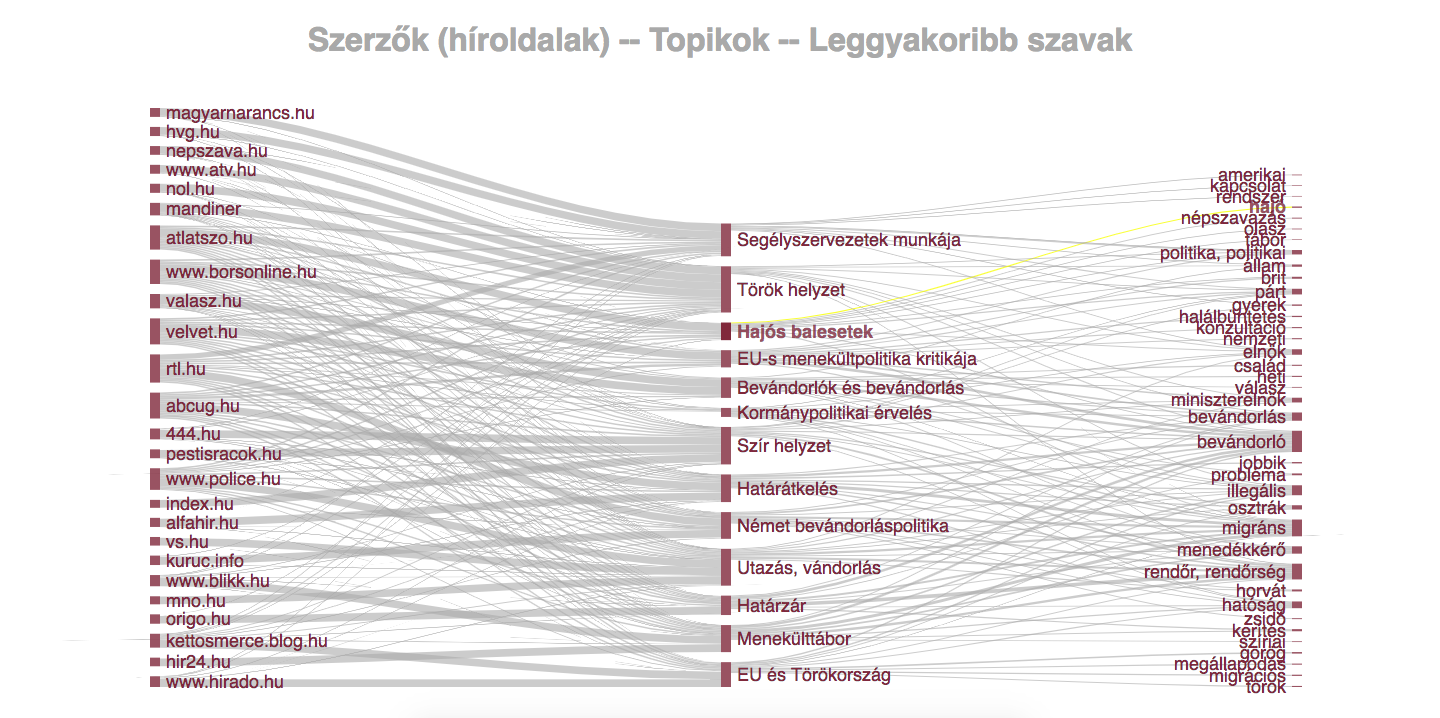 Szerzők (híroldalak) -- Topikok -- Leggyakoribb szavak
magyarnarancs.hu
hvg.hu
nepszava.hu
www.atv.hu
nol.hu
mandiner
atlatszo.hu
www.borsonline.hu
valasz.hu
velvet.hu
rtl.hu
abcug.hu
444.hu
pestisracok.hu
www.police.hu
index.hu
alfahir.hu
vs.hu
kuruc.info
www.blikk.hu
mno.hu
origo.hu
kettosmerce.blog.hu
hir24.hu
www.hirado.hu
Segélyszervezetek munkája
Török helyzet
Hajós balesetek
EU-s menekültpolitika kritikája
Bevándorlók és bevándorlás
Kormánypolitikai érvelés
Szír helyzet
Határátkelés
Német bevándorláspolitika
Utazás, vándorlás
Határzár
Menekülttábor
EU és Törökország
amerikai
kapcsolat
rendszer
hajó
népszavazás
olasz
tábor
politika, politikai
állam
brit
párt
gyerek
halálbüntetés
konzultáció
nemzeti
elnök
család
heti
válasz
miniszterelnök
bevándorlás
bevándorló
jobbik
probléma
illegális
osztrák
migráns
menedékkérő
rendőr, rendőrség
horvát
hatóság
zsidó
kerítés
szíriai
görög
megállapodás
migrációs
török